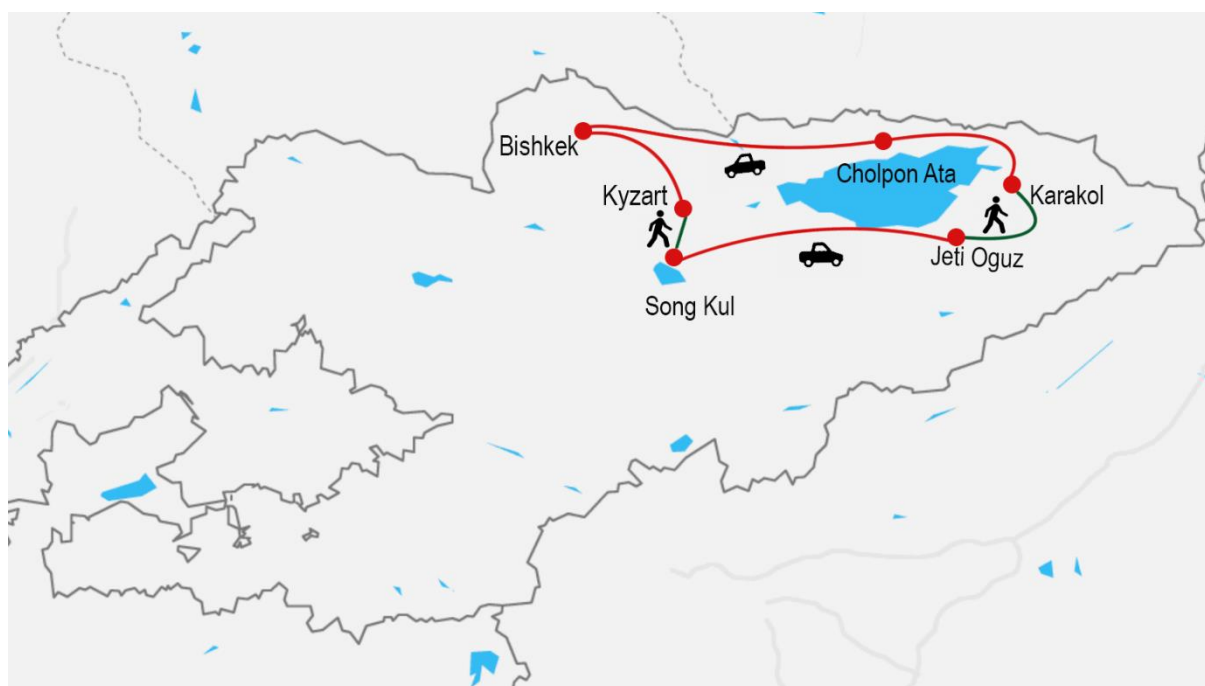 Bishkek
Cholpon Ata
Kyzart
Karakol
Jeti Oguz
Song Kul